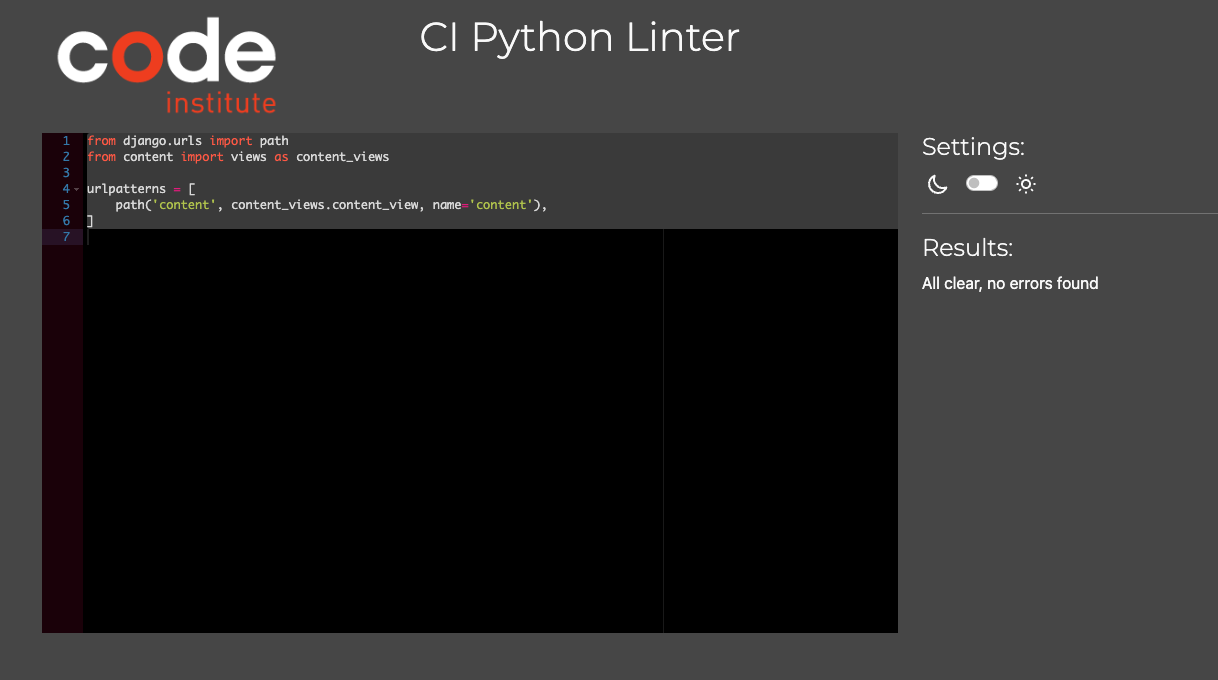 code
institute
CI Python Linter
1 from django.urls import path
2 from content import views as content_views
3
4 urlpatterns = [
5     path('content', content_views.content_view, name='content'),
6 ]
7
Settings:
Results:
All clear, no errors found